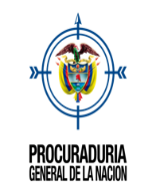 PROCURADURIA
GENERAL DE LA NACION